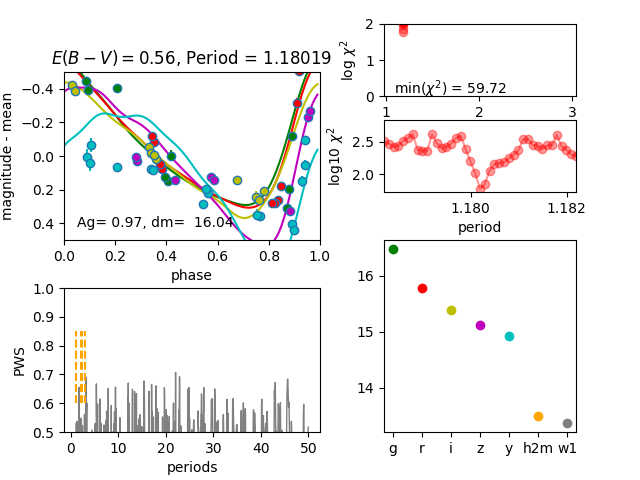 E(B − V) = 0.56, Period = 1.18019
−0.4
−0.2
0.0
0.2
0.4
magnitude - mean
Ag= 0.97, dm=  16.04
0.0 0.2 0.4 0.6 0.8 1.0
phase
2
1
0
log χ²
min(χ²) = 59.72
1 2 3
2.5
2.0
log10 χ²
1.180 1.182
period
1.0
0.9
0.8
0.7
0.6
0.5
PWS
0 10 20 30 40 50
periods
16
15
14
g r i z y h2m w1